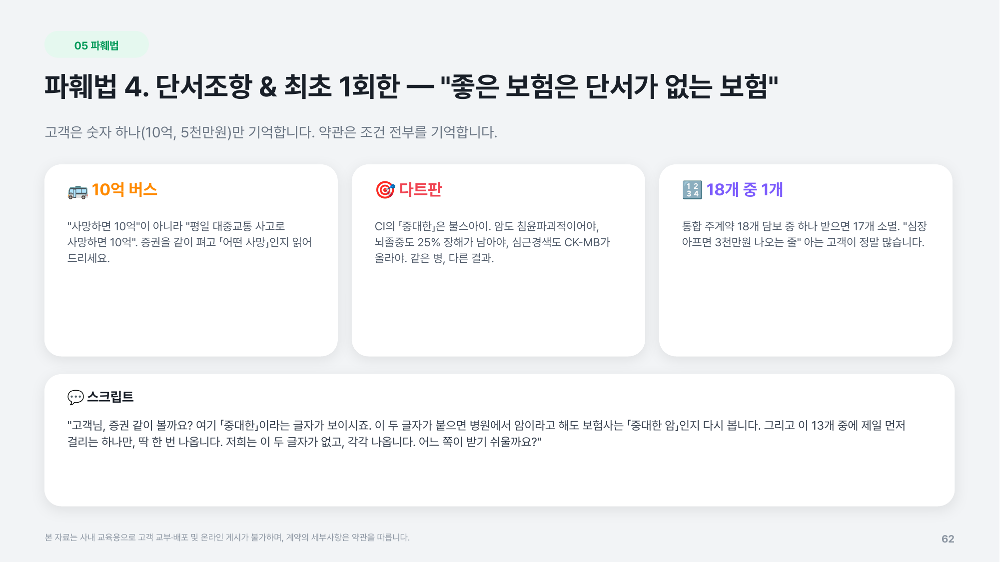 05 파훼법
파훼법 4. 단서조항 & 최초 1회한 — "좋은 보험은 단서가 없는 보험"
고객은 숫자 하나(10억, 5천만원)만 기억합니다. 약관은 조건 전부를 기억합니다.
🚌 10억 버스
"사망하면 10억"이 아니라 "평일 대중교통 사고로
사망하면 10억". 증권을 같이 펴고 「어떤 사망」인지 읽어
드리세요.
🎯 다트판
CI의 「중대한」은 불스아이. 암도 침윤파괴적이어야,
뇌졸중도 25% 장해가 남아야, 심근경색도 CK-MB가
올라야. 같은 병, 다른 결과.
🔢 18개 중 1개
통합 주계약 18개 담보 중 하나 받으면 17개 소멸. "심장
아프면 3천만원 나오는 줄" 아는 고객이 정말 많습니다.
💬 스크립트
"고객님, 증권 같이 볼까요? 여기 「중대한」이라는 글자가 보이시죠. 이 두 글자가 붙으면 병원에서 암이라고 해도 보험사는 「중대한 암」인지 다시 봅니다. 그리고 이 13개 중에 제일 먼저
걸리는 하나만, 딱 한 번 나옵니다. 저희는 이 두 글자가 없고, 각각 나옵니다. 어느 쪽이 받기 쉬울까요?"
본 자료는 사내 교육용으로 고객 교부·배포 및 온라인 게시가 불가하며, 계약의 세부사항은 약관을 따릅니다.
62